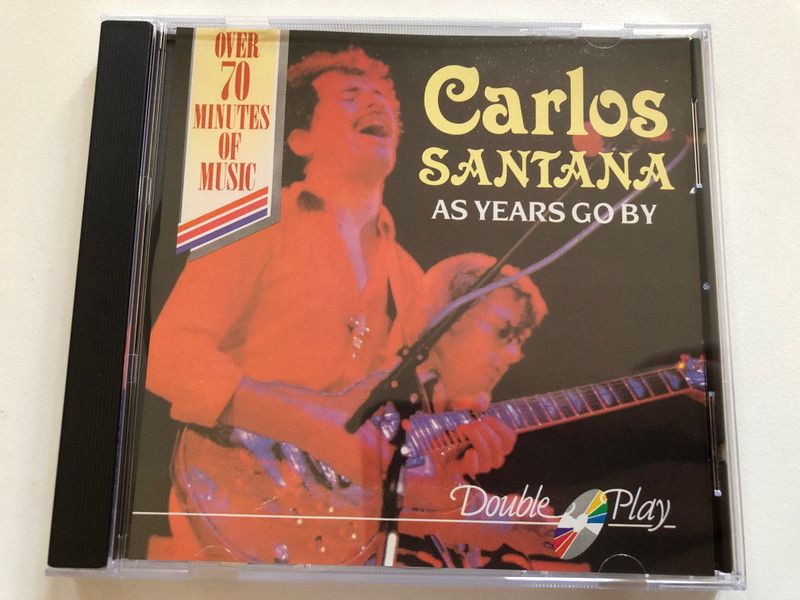 OVER
70
MINUTES
OF
MUSIC
Carlos
SANTANA
AS YEARS GO BY
Double Play